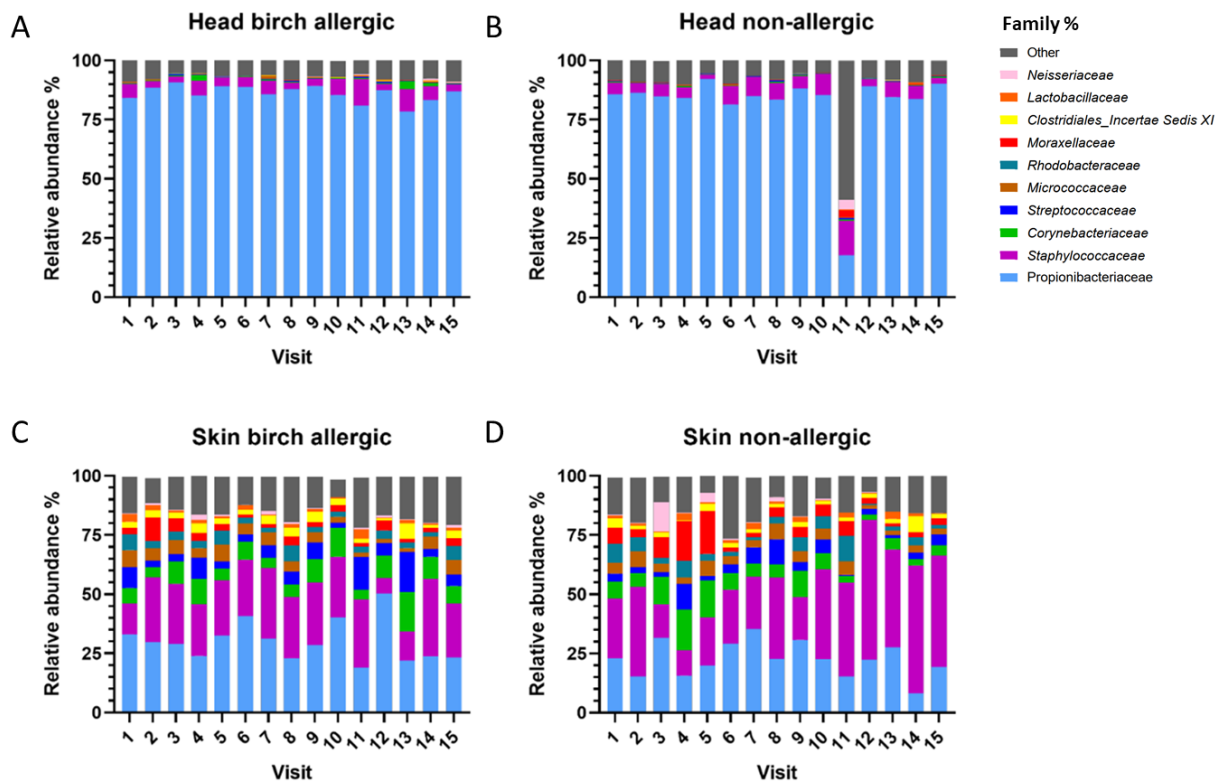 A
Head birch allergic
Relative abundance %
100
75
50
25
0
1 2 3 4 5 6 7 8 9 10 11 12 13 14 15
Visit
B
Head non-allergic
Relative abundance %
100
75
50
25
0
1 2 3 4 5 6 7 8 9 10 11 12 13 14 15
Visit
Family %
Other
Neisseriaceae
Lactobacillaceae
Clostridiales_Incertae Sedis XI
Moraxellaceae
Rhodobacteraceae
Micrococcaceae
Streptococcaceae
Corynebacteriaceae
Staphylococcaceae
Propionibacteriaceae
C
Skin birch allergic
Relative abundance %
100
75
50
25
0
1 2 3 4 5 6 7 8 9 10 11 12 13 14 15
Visit
D
Skin non-allergic
Relative abundance %
100
75
50
25
0
1 2 3 4 5 6 7 8 9 10 11 12 13 14 15
Visit